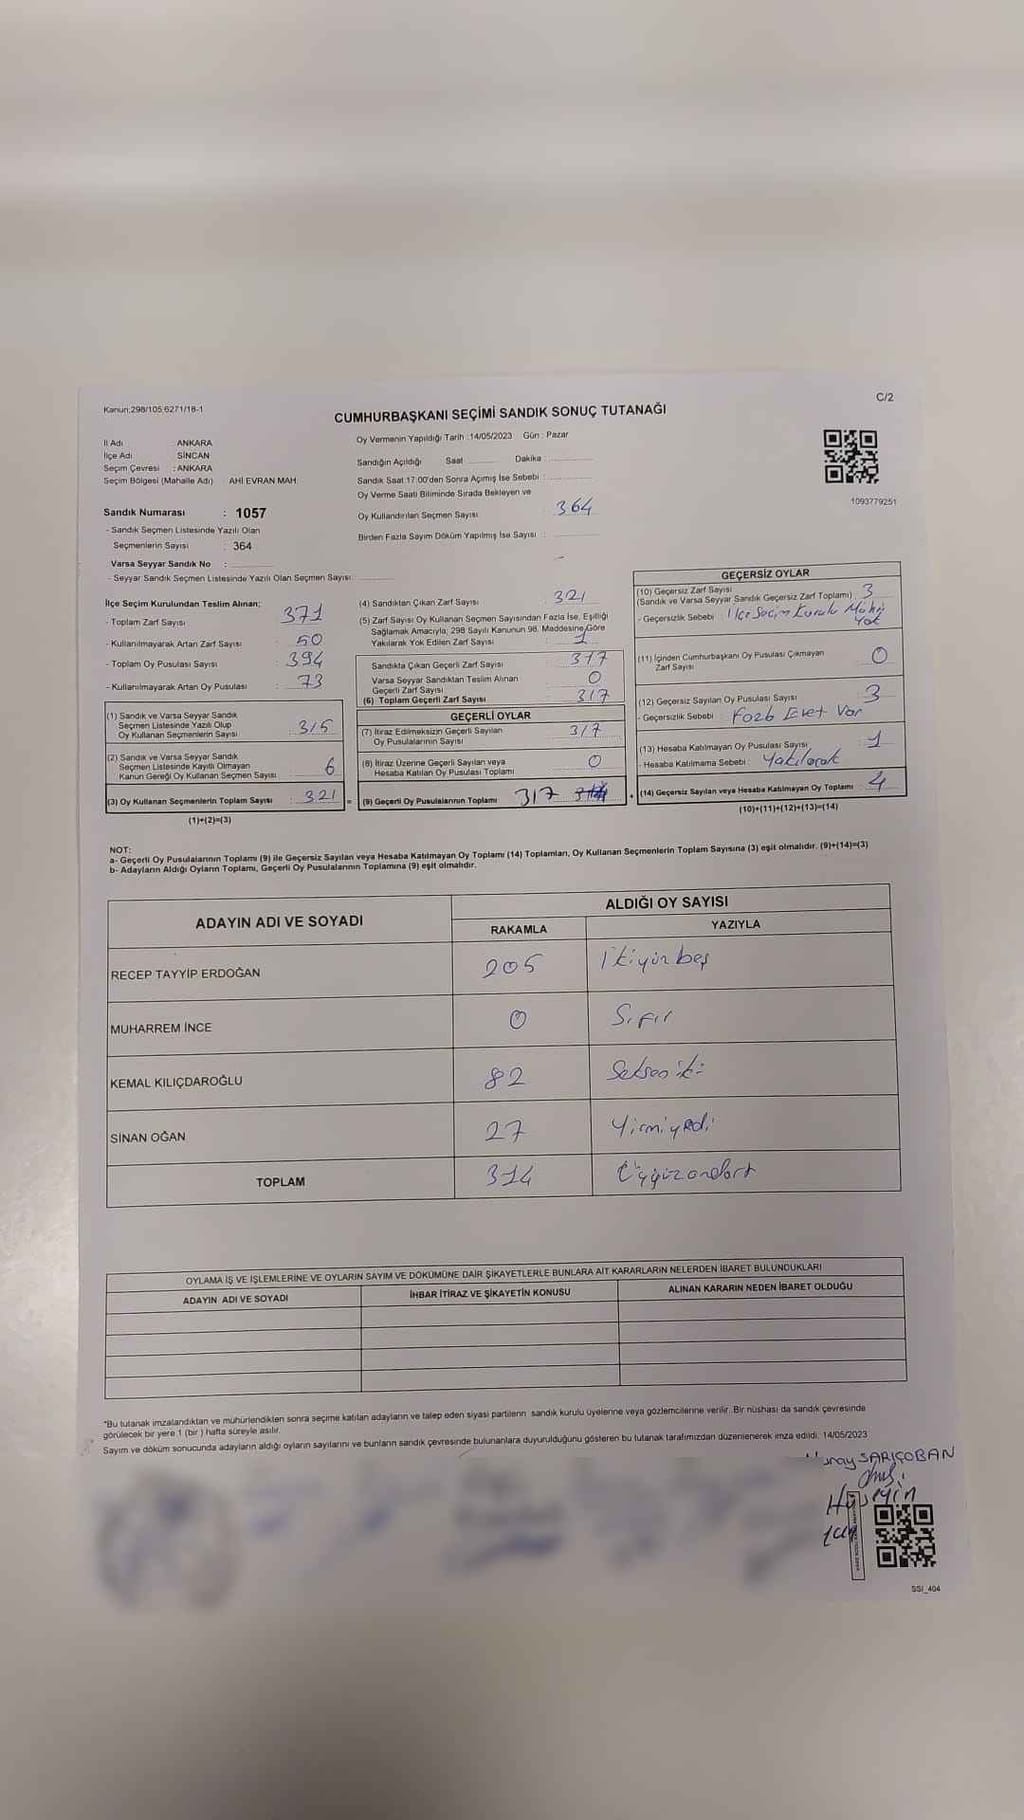 Kanun:298/105 6271/18-1
C/2
CUMHURBAŞKANI SEÇİMİ SANDIK SONUÇ TUTANAĞI
İl Adı ANKARA
İlçe Adı SİNCAN
Seçim Çevresi : ANKARA
Seçim Bölgesi (Mahalle Adı) AHİ EVRAN MAH.
Sandık Numarası : 1057
- Sandık Seçmen Listesinde Yazılı Olan
Seçmenlerin Sayısı : 364
Varsa Seyyar Sandık No :
- Seyyar Sandık Seçmen Listesinde Yazılı Olan Seçmen Sayısı:
Oy Vermenin Yapıldığı Tarih :14/05/2023 Gün : Pazar
Sandığın Açıldığı Saat Dakika :
Sandık Saat 17:00'den Sonra Açımış İse Sebebi :
Oy Verme Saati Bitiminde Sırada Bekleyen ve
Oy Kullandırılan Seçmen Sayısı 364
Birden Fazla Sayım Döküm Yapılmış İse Sayısı :
1093779251
İlçe Seçim Kurulundan Teslim Alınan:
- Toplam Zarf Sayısı : 371
- Kullanılmayarak Artan Zarf Sayısı : 50
- Toplam Oy Pusulası Sayısı : 394
- Kullanılmayarak Artan Oy Pusulası : 73
(1) Sandık ve Varsa Seyyar Sandık
Seçmen Listesinde Yazılı Olup
Oy Kullanan Seçmenlerin Sayısı : 315
(2) Sandık ve Varsa Seyyar Sandık
Seçmen Listesinde Kayıtlı Olmayan
Kanun Gereği Oy Kullanan Seçmen Sayısı : 6
(3) Oy Kullanan Seçmenlerin Toplam Sayısı : 321
(1)+(2)=(3)
(4) Sandıktan Çıkan Zarf Sayısı 321
(5) Zarf Sayısı Oy Kullanan Seçmen Sayısından Fazla İse, Eşitliği
Sağlamak Amacıyla; 298 Sayılı Kanunun 98. Maddesine Göre
Yakılarak Yok Edilen Zarf Sayısı : 1
Sandıkta Çıkan Geçerli Zarf Sayısı : 317
Varsa Seyyar Sandıktan Teslim Alınan
Geçerli Zarf Sayısı : 0
(6) Toplam Geçerli Zarf Sayısı : 317
GEÇERLİ OYLAR
(7) İtiraz Edilmeksizin Geçerli Sayılan
Oy Pusulalarının Sayısı : 317
(8) İtiraz Üzerine Geçerli Sayılan veya
Hesaba Katılan Oy Pusulası Toplamı : 0
= (9) Geçerli Oy Pusulalarının Toplamı 317
GEÇERSİZ OYLAR
(10) Geçersiz Zarf Sayısı
(Sandık ve Varsa Seyyar Sandık Geçersiz Zarf Toplamı) : 3
- Geçersizlik Sebebi : İlçe Seçim Kurulu Mührü
Yok
(11) İçinden Cumhurbaşkanı Oy Pusulası Çıkmayan
Zarf Sayısı : 0
(12) Geçersiz Sayılan Oy Pusulası Sayısı : 3
- Geçersizlik Sebebi : Fazla Evet Var
(13) Hesaba Katılmayan Oy Pusulası Sayısı : 1
- Hesaba Katılmama Sebebi : Yakılacak
+ (14) Geçersiz Sayılan veya Hesaba Katılmayan Oy Toplamı : 4
(10)+(11)+(12)+(13)=(14)
NOT:
a- Geçerli Oy Pusulalarının Toplamı (9) ile Geçersiz Sayılan veya Hesaba Katılmayan Oy Toplamı (14) Toplamları, Oy Kullanan Seçmenlerin Toplam Sayısına (3) eşit olmalıdır. (9)+(14)=(3)
b- Adayların Aldığı Oyların Toplamı, Geçerli Oy Pusulalarının Toplamına (9) eşit olmalıdır.
ADAYIN ADI VE SOYADI
ALDIĞI OY SAYISI
RAKAMLA YAZIYLA
RECEP TAYYİP ERDOĞAN 205 İkiyüzbeş
MUHARREM İNCE 0 Sıfır
KEMAL KILIÇDAROĞLU 82 Seksen iki
SİNAN OĞAN 27 Yirmiyedi
TOPLAM 314 Üçyüzondört
OYLAMA İŞ VE İŞLEMLERİNE VE OYLARIN SAYIM VE DÖKÜMÜNE DAİR ŞİKAYETLERLE BUNLARA AİT KARARLARIN NELERDEN İBARET BULUNDUKLARI
ADAYIN ADI VE SOYADI İHBAR İTİRAZ VE ŞİKAYETİN KONUSU ALINAN KARARIN NEDEN İBARET OLDUĞU
*Bu tutanak imzalandıktan ve mühürlendikten sonra seçime katılan adayların ve talep eden siyasi partilerin sandık kurulu üyelerine veya gözlemcilerine verilir. Bir nüshası da sandık çevresinde
görülecek bir yere 1 (bir) hafta süreyle asılır.
Sayım ve döküm sonucunda adayların aldığı oyların sayılarını ve bunların sandık çevresinde bulunanlara duyurulduğunu gösteren bu tutanak tarafımızdan düzenlenerek imza edildi. 14/05/2023
SARIÇOBAN
Hüseyin
SSI_404